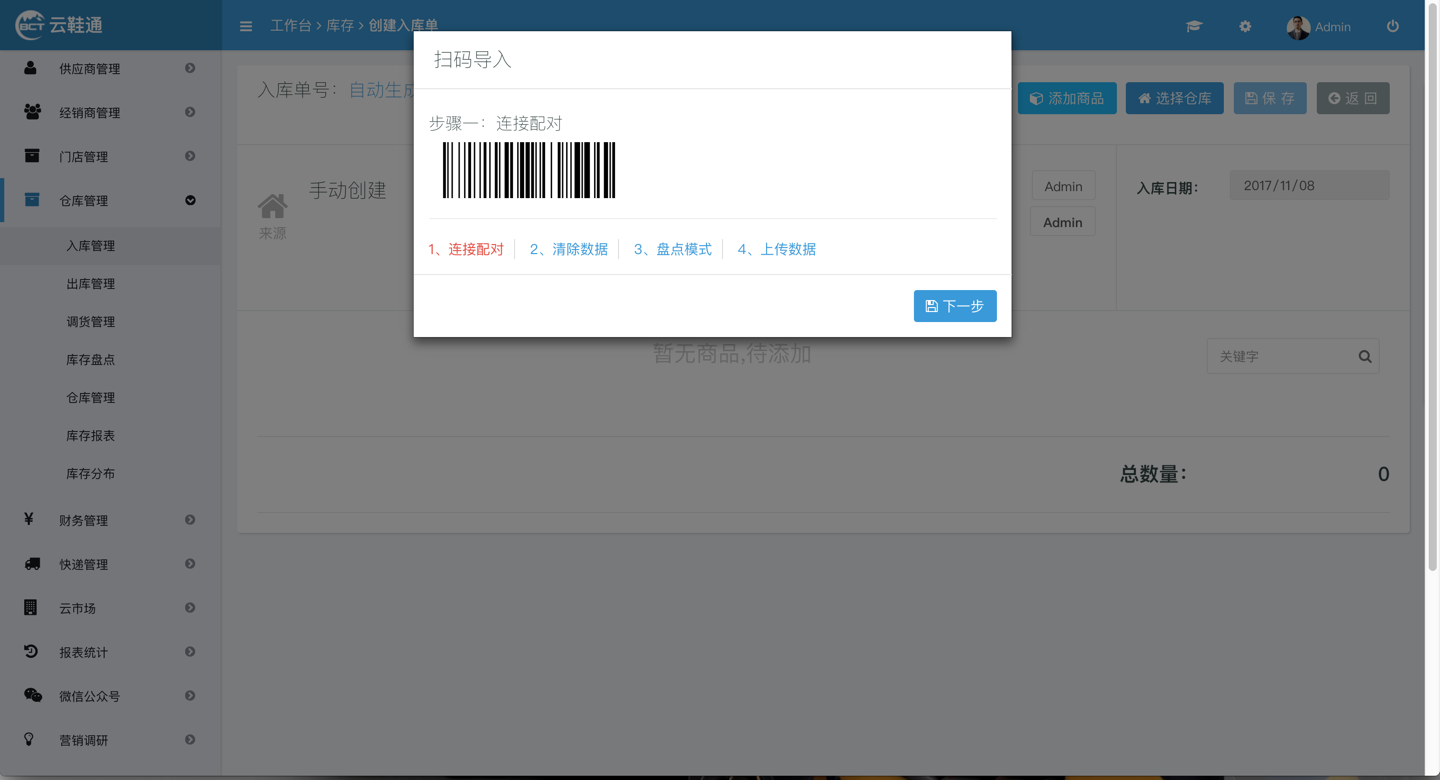 BCT 云鞋通
工作台 > 库存 > 创建入库单
Admin
供应商管理
经销商管理
门店管理
仓库管理
入库管理
出库管理
调货管理
库存盘点
仓库管理
库存报表
库存分布
财务管理
快递管理
云市场
报表统计
微信公众号
营销调研
入库单号：自动生成
添加商品
选择仓库
保 存
返 回
来源
手动创建
Admin
Admin
入库日期：
2017/11/08
扫码导入
步骤一：连接配对
1、连接配对
2、清除数据
3、盘点模式
4、上传数据
下一步
暂无商品,待添加
关键字
总数量：
0